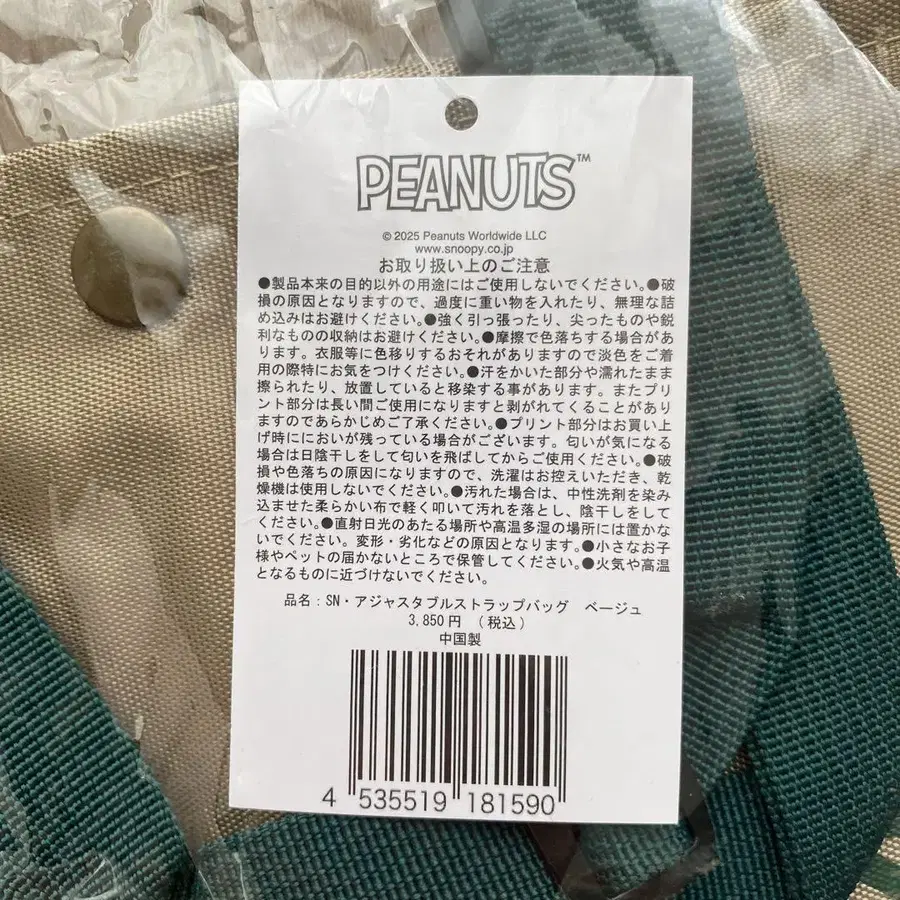 PEANUTS™
© 2025 Peanuts Worldwide LLC
www.snoopy.co.jp
お取り扱い上のご注意
●製品本来の目的以外の用途にはご使用しないでください。●破
損の原因となりますので、過度に重い物を入れたり、無理な詰
め込みはお避けください。●強く引っ張ったり、尖ったものや鋭
利なものの収納はお避けください。●摩擦で色落ちする場合があ
ります。衣服等に色移りするおそれがありますので淡色をご着
用の際特にお気をつけください。●汗をかいた部分や濡れたまま
擦られたり、放置していると移染する事があります。またプリ
ント部分は長い間ご使用になりますと剥がれてくることがあり
ますのであらかじめご了承ください。●プリント部分はお買い上
げ時ににおいが残っている場合がございます。匂いが気になる
場合は日陰干しをして匂いを飛ばしてからご使用ください。●破
損や色落ちの原因になりますので、洗濯はお控えいただき、乾
燥機は使用しないでください。●汚れた場合は、中性洗剤を染み
込ませた柔らかい布で軽く叩いて汚れを落とし、陰干しをして
ください。●直射日光のあたる場所や高温多湿の場所には置かな
いでください。変形・劣化などの原因となります。●小さなお子
様やペットの届かないところで保管してください。●火気や高温
となるものに近づけないでください。
品名：SN・アジャスタブルストラップバッグ　ベージュ
3,850円　（税込）
中国製
4 535519 181590